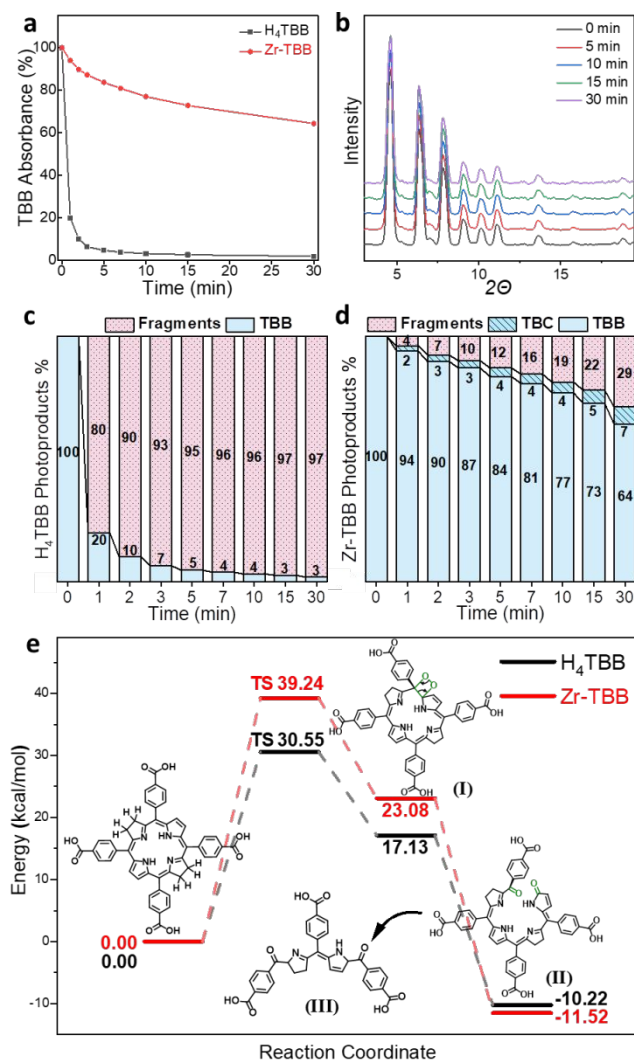 a
H₄TBB
Zr-TBB
TBB Absorbance (%)
100
80
60
40
20
0
0 5 10 15 20 25 30
Time (min)
b
0 min
5 min
10 min
15 min
30 min
Intensity
5 10 15
2Θ
c
Fragments TBB
H₄TBB Photoproducts %
80 90 93 95 96 96 97 97
100
20 10 7 5 4 4 3 3
0 1 2 3 5 7 10 15 30
Time (min)
d
Fragments TBC TBB
Zr-TBB Photoproducts %
4 7 10 12 16 19 22 29
2 3 3 4 4 4 5 7
100 94 90 87 84 81 77 73 64
0 1 2 3 5 7 10 15 30
Time (min)
e
H₄TBB
Zr-TBB
Energy (kcal/mol)
40
30
20
10
0
-10
TS 39.24
TS 30.55
(I)
23.08
17.13
0.00
0.00
(III)
(II)
-10.22
-11.52
Reaction Coordinate